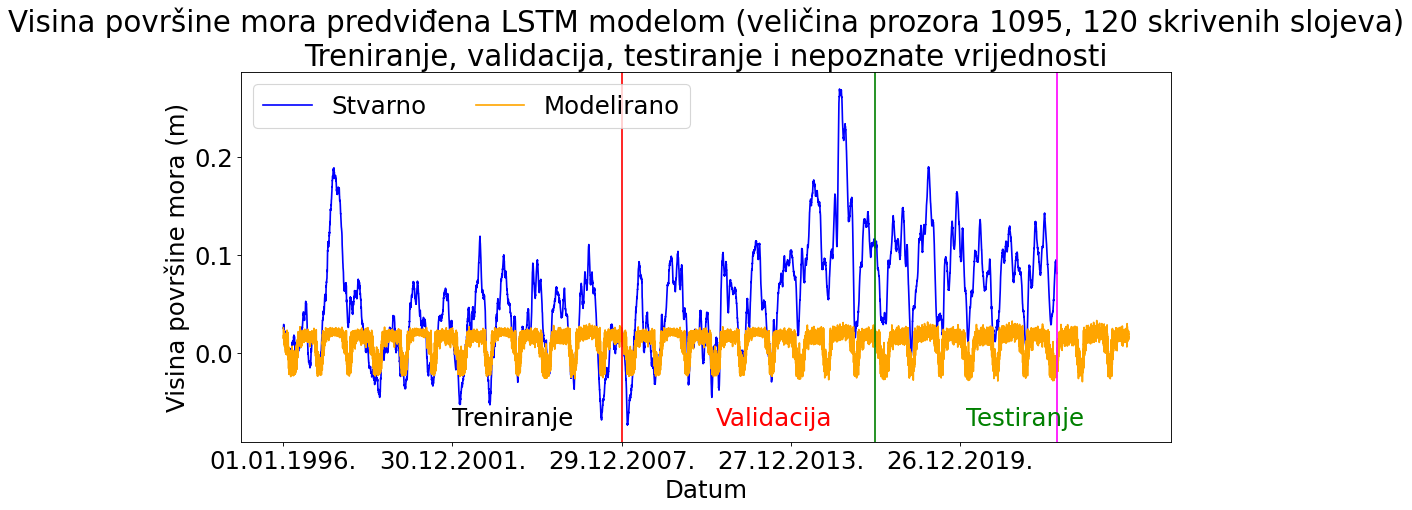 Visina površine mora predviđena LSTM modelom (veličina prozora 1095, 120 skrivenih slojeva)
Treniranje, validacija, testiranje i nepoznate vrijednosti
Stvarno
Modelirano
Visina površine mora (m)
0.2
0.1
0.0
Treniranje
Validacija
Testiranje
01.01.1996.
30.12.2001.
29.12.2007.
27.12.2013.
26.12.2019.
Datum